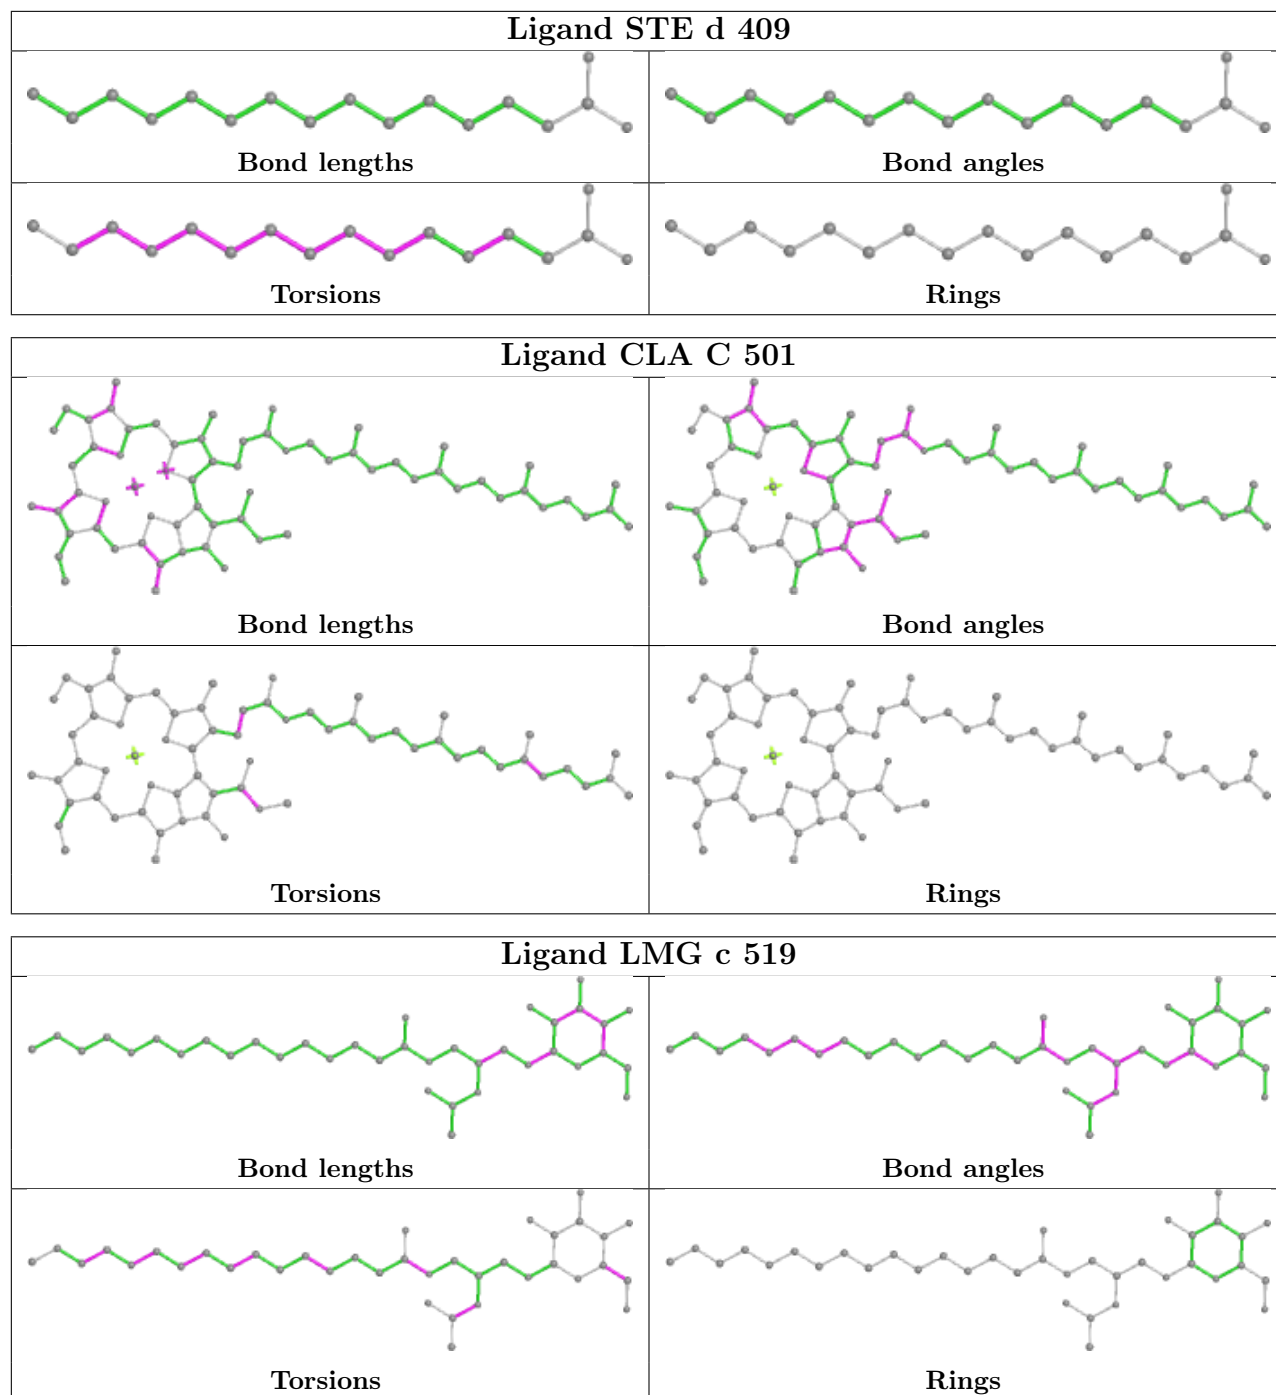 Ligand STE d 409
Bond lengths
Bond angles
Torsions
Rings
Ligand CLA C 501
Bond lengths
Bond angles
Torsions
Rings
Ligand LMG c 519
Bond lengths
Bond angles
Torsions
Rings